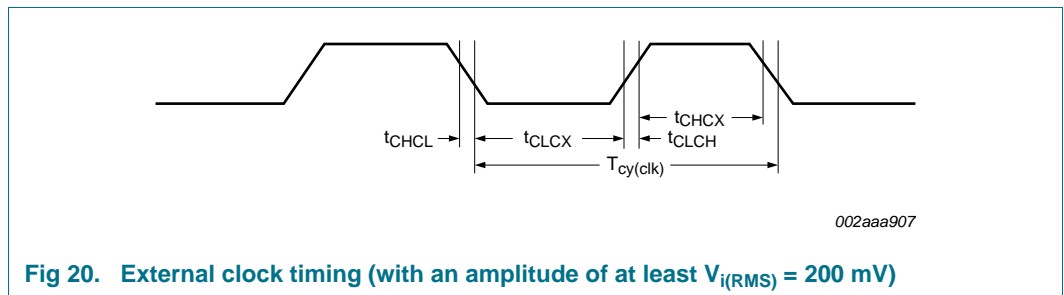 tCHCX
tCHCL
tCLCX
tCLCH
Tcy(clk)
002aaa907
Fig 20. External clock timing (with an amplitude of at least Vi(RMS) = 200 mV)